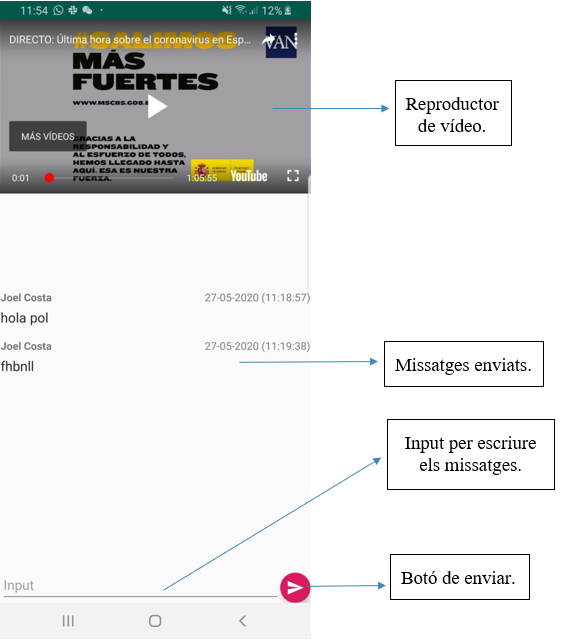 11:54
12%
DIRECTO: Última hora sobre el coronavirus en Esp...
#SALIMOS
VAN
MÁS
FUERTES
MÁS VÍDEOS
GRACIAS A LA
RESPONSABILIDAD Y
AL ESFUERZO DE TODOS,
HEMOS LLEGADO HASTA
AQUÍ. ESA ES NUESTRA
FUERZA.
0:01
1:05:55
YouTube
Reproductor
de vídeo.
Joel Costa 27-05-2020 (11:18:57)
hola pol
Joel Costa 27-05-2020 (11:19:38)
fhbnll
Missatges enviats.
Input per escriure
els missatges.
Input
Botó de enviar.